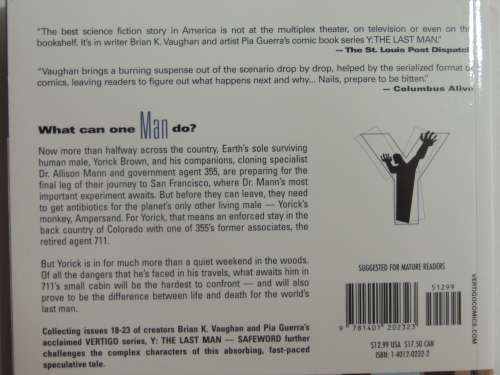 "The best science fiction story in America is not at the multiplex theater, on television or even on the
bookshelf. It's in writer Brian K. Vaughan and artist Pia Guerra's comic book series Y: THE LAST MAN."
— The St. Louis Post Dispatch
"Vaughan brings a burning suspense out of the scenario drop by drop, helped by the serialized format of
comics, leaving readers to figure out what happens next and why... Nails, prepare to be bitten."
— Columbus Alive
What can one Man do?
Now more than halfway across the country, Earth's sole surviving
human male, Yorick Brown, and his companions, cloning specialist
Dr. Allison Mann and government agent 355, are preparing for the
final leg of their journey to San Francisco, where Dr. Mann's most
important experiment awaits. But before they can leave, they need
to get antibiotics for the planet's only other living male — Yorick's
monkey, Ampersand. For Yorick, that means an enforced stay in the
back country of Colorado with one of 355's former associates, the
retired agent 711.
But Yorick is in for much more than a quiet weekend in the woods.
Of all the dangers that he's faced in his travels, what awaits him in
711's small cabin will be the hardest to confront — and will also
prove to be the difference between life and death for the world's
last man.
Collecting issues 18-23 of creators Brian K. Vaughan and Pia Guerra's
acclaimed VERTIGO series, Y: THE LAST MAN — SAFEWORD further
challenges the complex characters of this absorbing, fast-paced
speculative tale.
Y
SUGGESTED FOR MATURE READERS
51299
9 781401 202323
$12.99 USA $17.50 CAN
ISBN: 1-4012-0232-2
VERTIGOCOMICS.COM